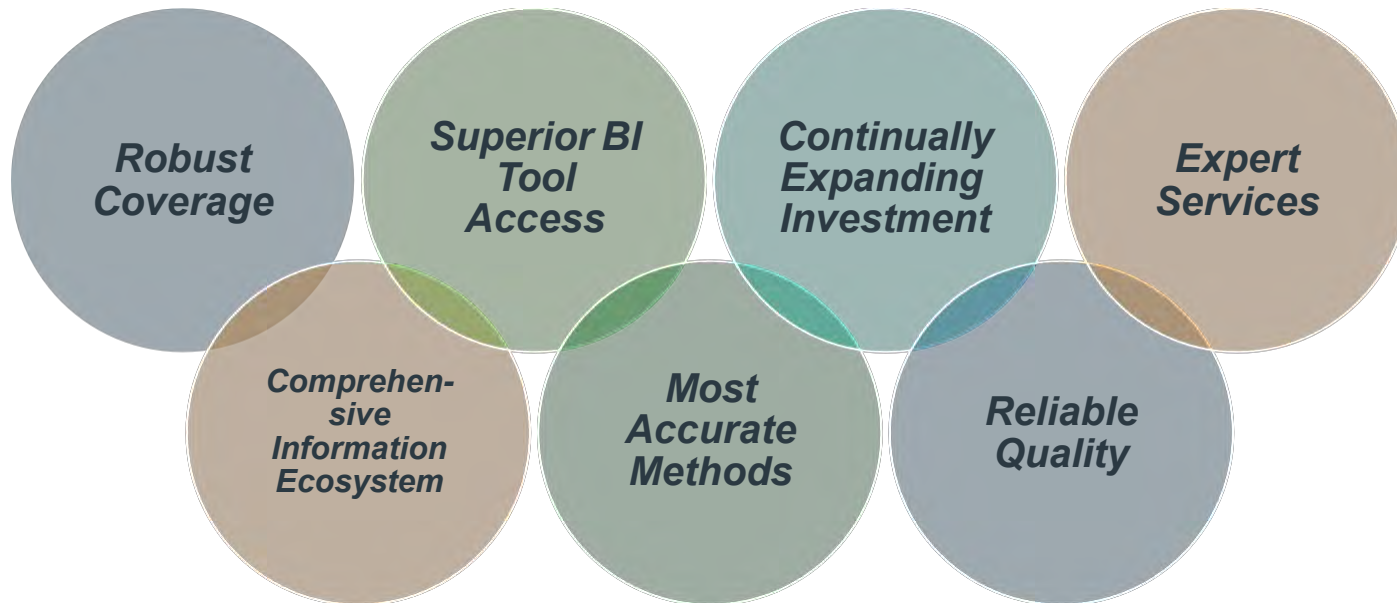 Robust
Coverage
Superior BI
Tool
Access
Continually
Expanding
Investment
Expert
Services
Comprehen-
sive
Information
Ecosystem
Most
Accurate
Methods
Reliable
Quality